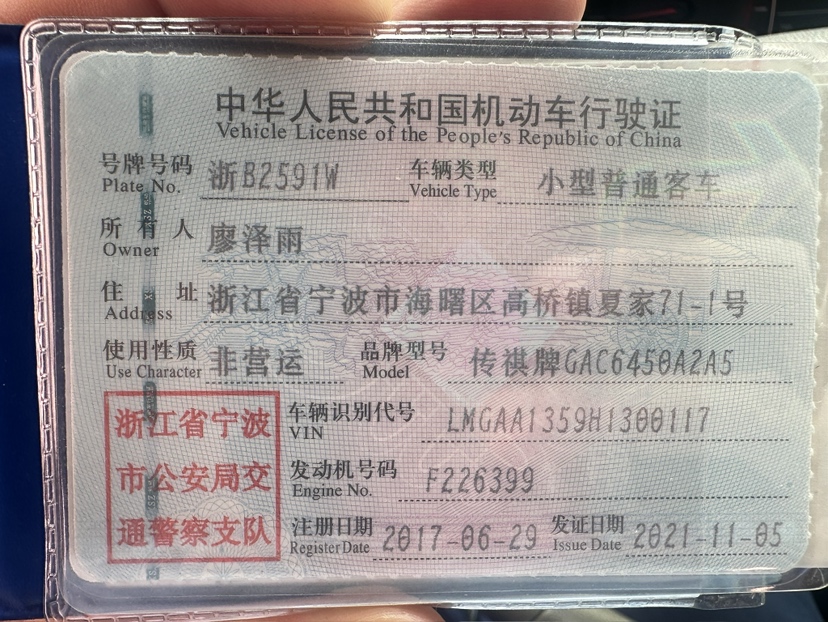 中华人民共和国机动车行驶证
Vehicle License of the People's Republic of China
号牌号码 浙B2591W 车辆类型 小型普通客车
Plate No. Vehicle Type
所有人 廖泽雨
Owner
住址 浙江省宁波市海曙区高桥镇夏家71-1号
Address
使用性质 非营运 品牌型号 传祺牌GAC6450A2A5
Use Character Model
浙江省宁波
市公安局交
通警察支队
车辆识别代号 LMGAA1359H1300117
VIN
发动机号码 F226399
Engine No.
注册日期 2017-06-29 发证日期 2021-11-05
Register Date Issue Date